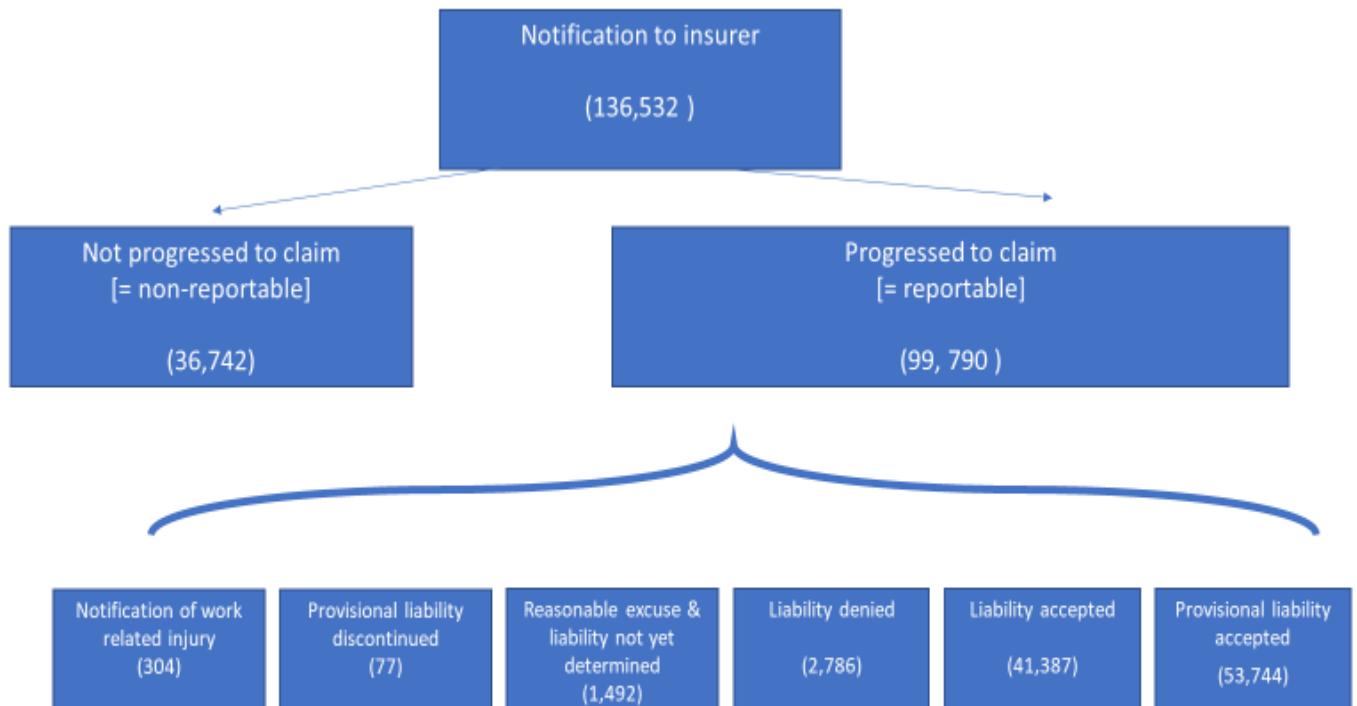 Notification to insurer
(136,532 )
Not progressed to claim
[= non-reportable]
(36,742)
Progressed to claim
[= reportable]
(99, 790 )
Notification of work
related injury
(304)
Provisional liability
discontinued
(77)
Reasonable excuse &
liability not yet
determined
(1,492)
Liability denied
(2,786)
Liability accepted
(41,387)
Provisional liability
accepted
(53,744)